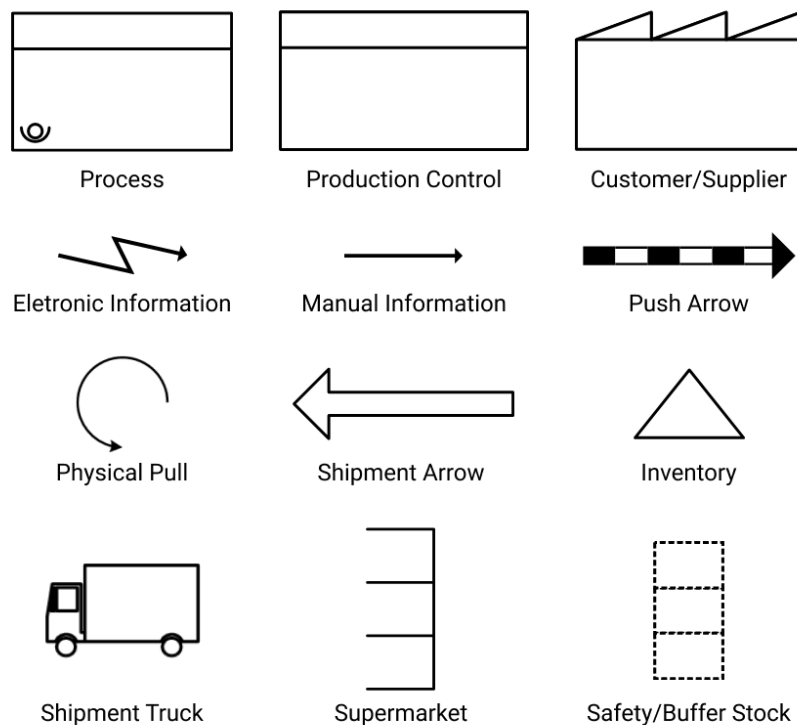 Process
Production Control
Customer/Supplier
Eletronic Information
Manual Information
Push Arrow
Physical Pull
Shipment Arrow
Inventory
Shipment Truck
Supermarket
Safety/Buffer Stock